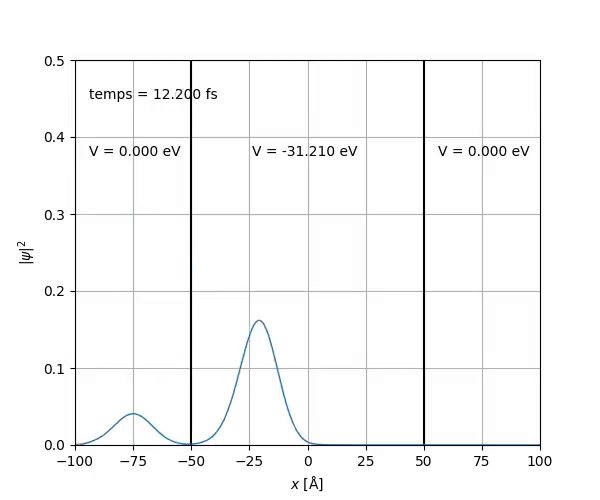 0.5
temps = 12.200 fs
0.4
V = 0.000 eV V = -31.210 eV V = 0.000 eV
0.3
|ψ|²
0.2
0.1
0.0
−100 −75 −50 −25 0 25 50 75 100
x [Å]